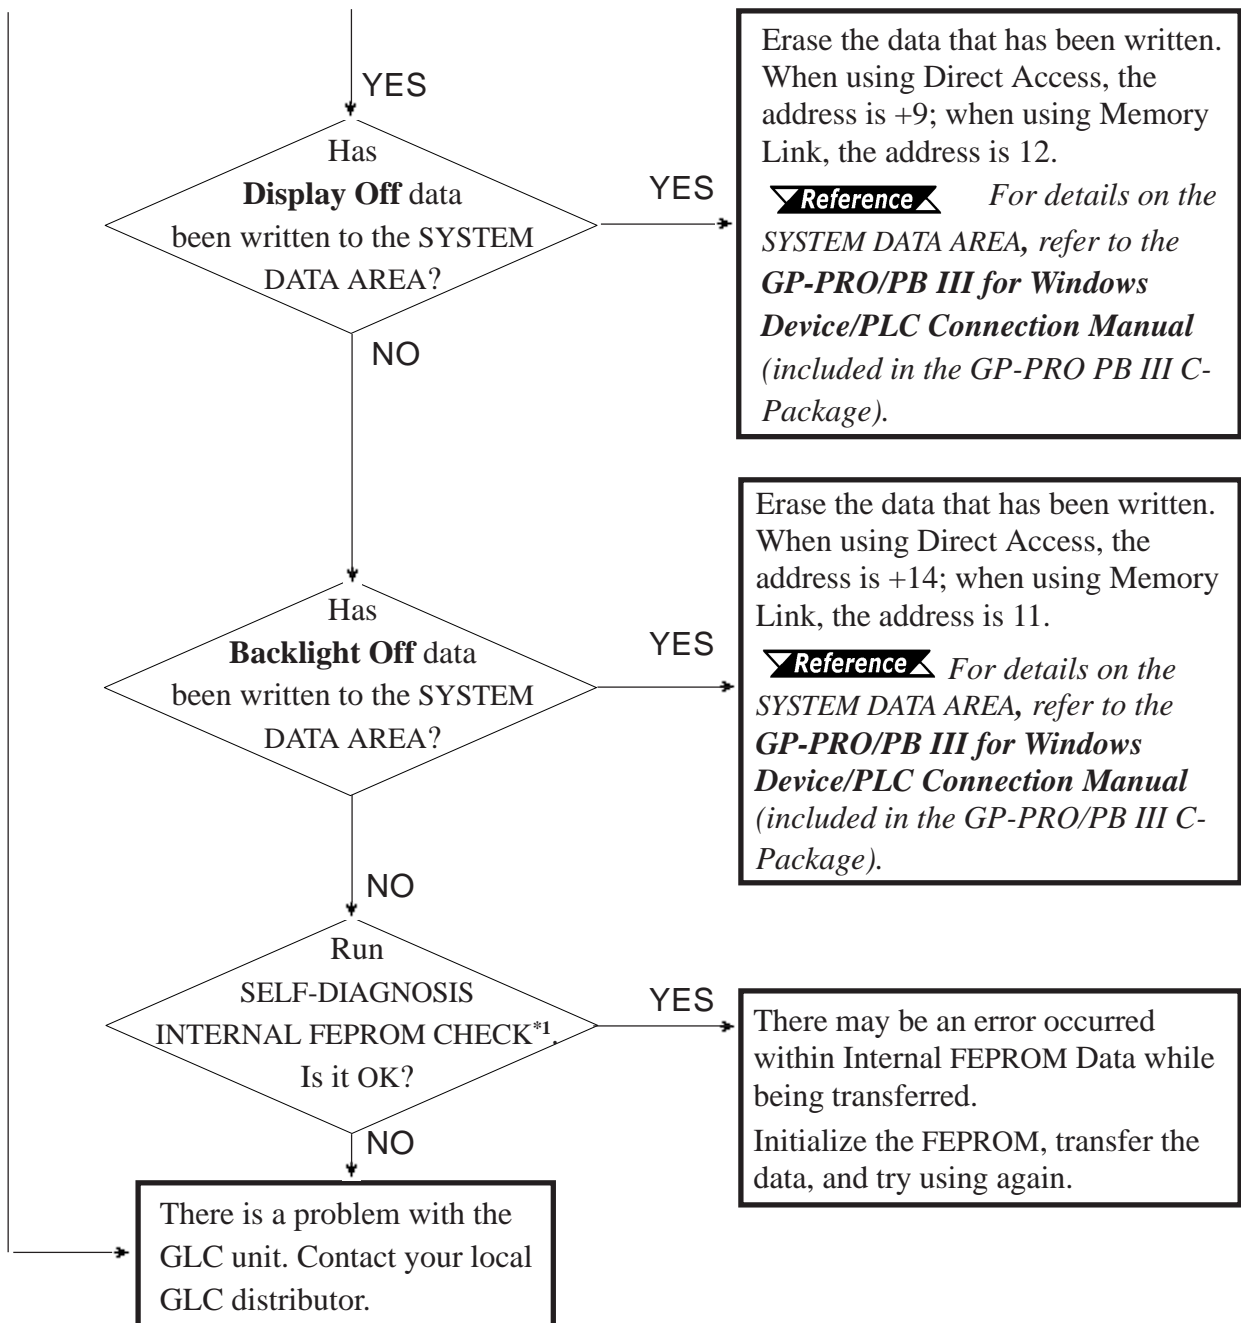 YES
Has
Display Off data
been written to the SYSTEM
DATA AREA?
YES
Erase the data that has been written.
When using Direct Access, the
address is +9; when using Memory
Link, the address is 12.
Reference For details on the
SYSTEM DATA AREA, refer to the
GP-PRO/PB III for Windows
Device/PLC Connection Manual
(included in the GP-PRO PB III C-
Package).
NO
Has
Backlight Off data
been written to the SYSTEM
DATA AREA?
YES
Erase the data that has been written.
When using Direct Access, the
address is +14; when using Memory
Link, the address is 11.
Reference For details on the
SYSTEM DATA AREA, refer to the
GP-PRO/PB III for Windows
Device/PLC Connection Manual
(included in the GP-PRO/PB III C-
Package).
NO
Run
SELF-DIAGNOSIS
INTERNAL FEPROM CHECK*1.
Is it OK?
YES
There may be an error occurred
within Internal FEPROM Data while
being transferred.
Initialize the FEPROM, transfer the
data, and try using again.
NO
There is a problem with the
GLC unit. Contact your local
GLC distributor.